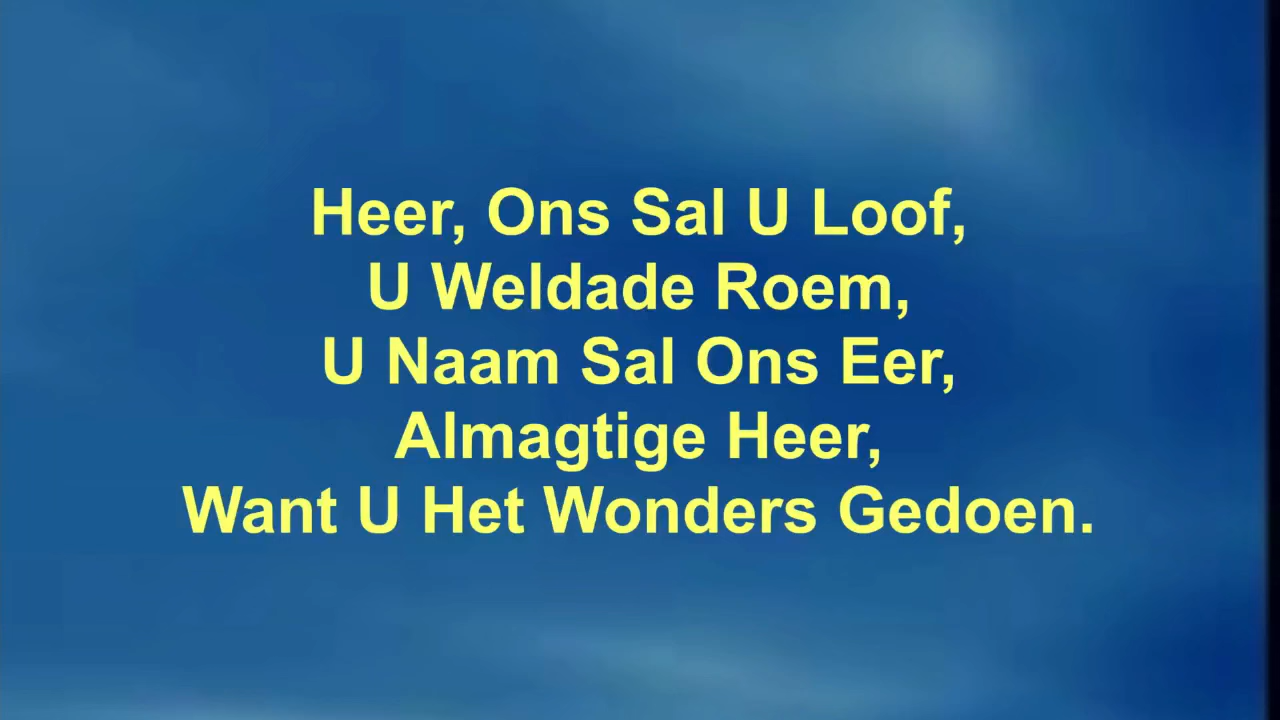 Heer, Ons Sal U Loof,
U Weldade Roem,
U Naam Sal Ons Eer,
Almagtige Heer,
Want U Het Wonders Gedoen.